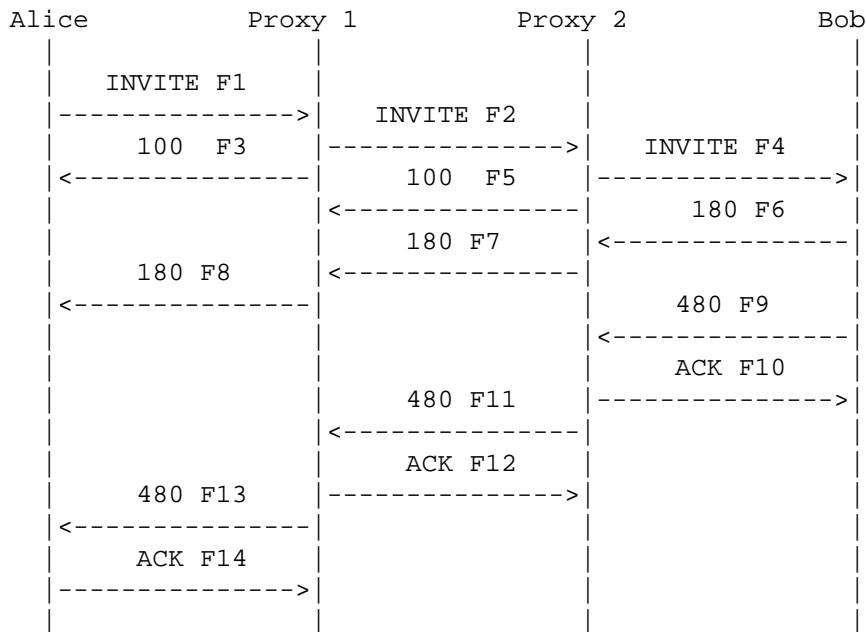 Alice Proxy 1 Proxy 2 Bob
INVITE F1
INVITE F2
100 F3
INVITE F4
100 F5
180 F6
180 F7
180 F8
480 F9
ACK F10
480 F11
ACK F12
480 F13
ACK F14